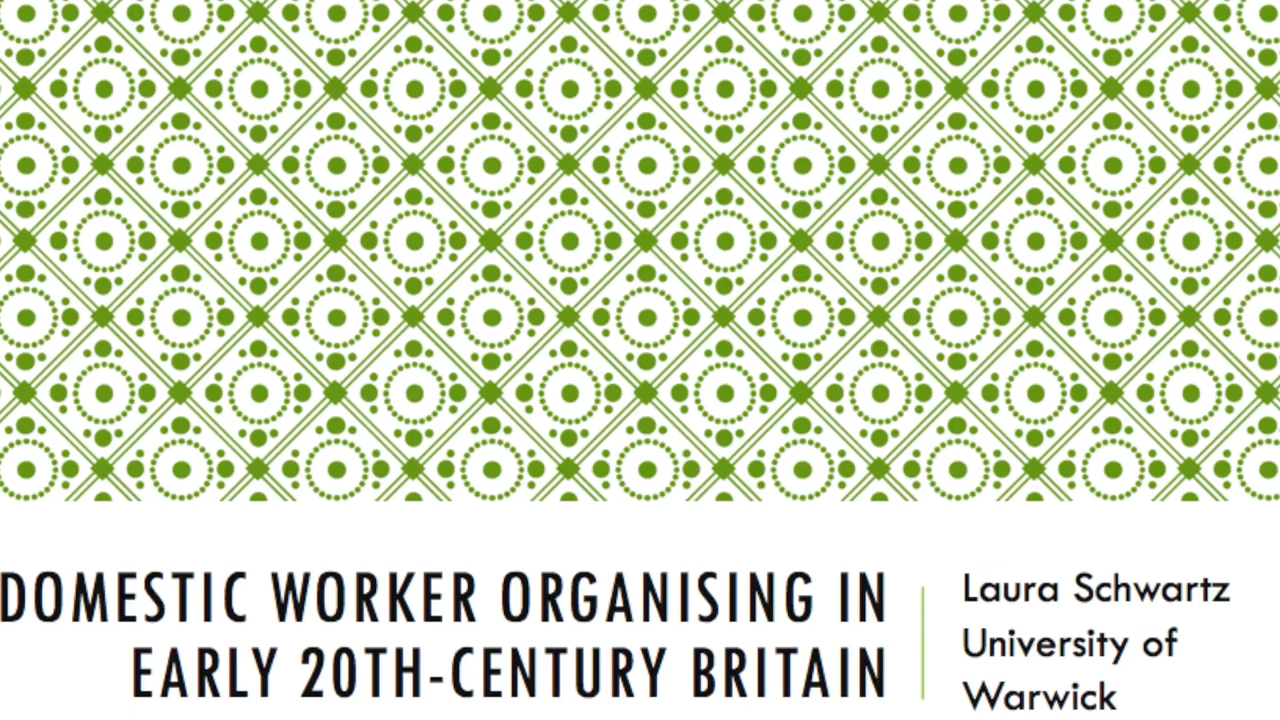 DOMESTIC WORKER ORGANISING IN
EARLY 20TH-CENTURY BRITAIN
Laura Schwartz
University of
Warwick